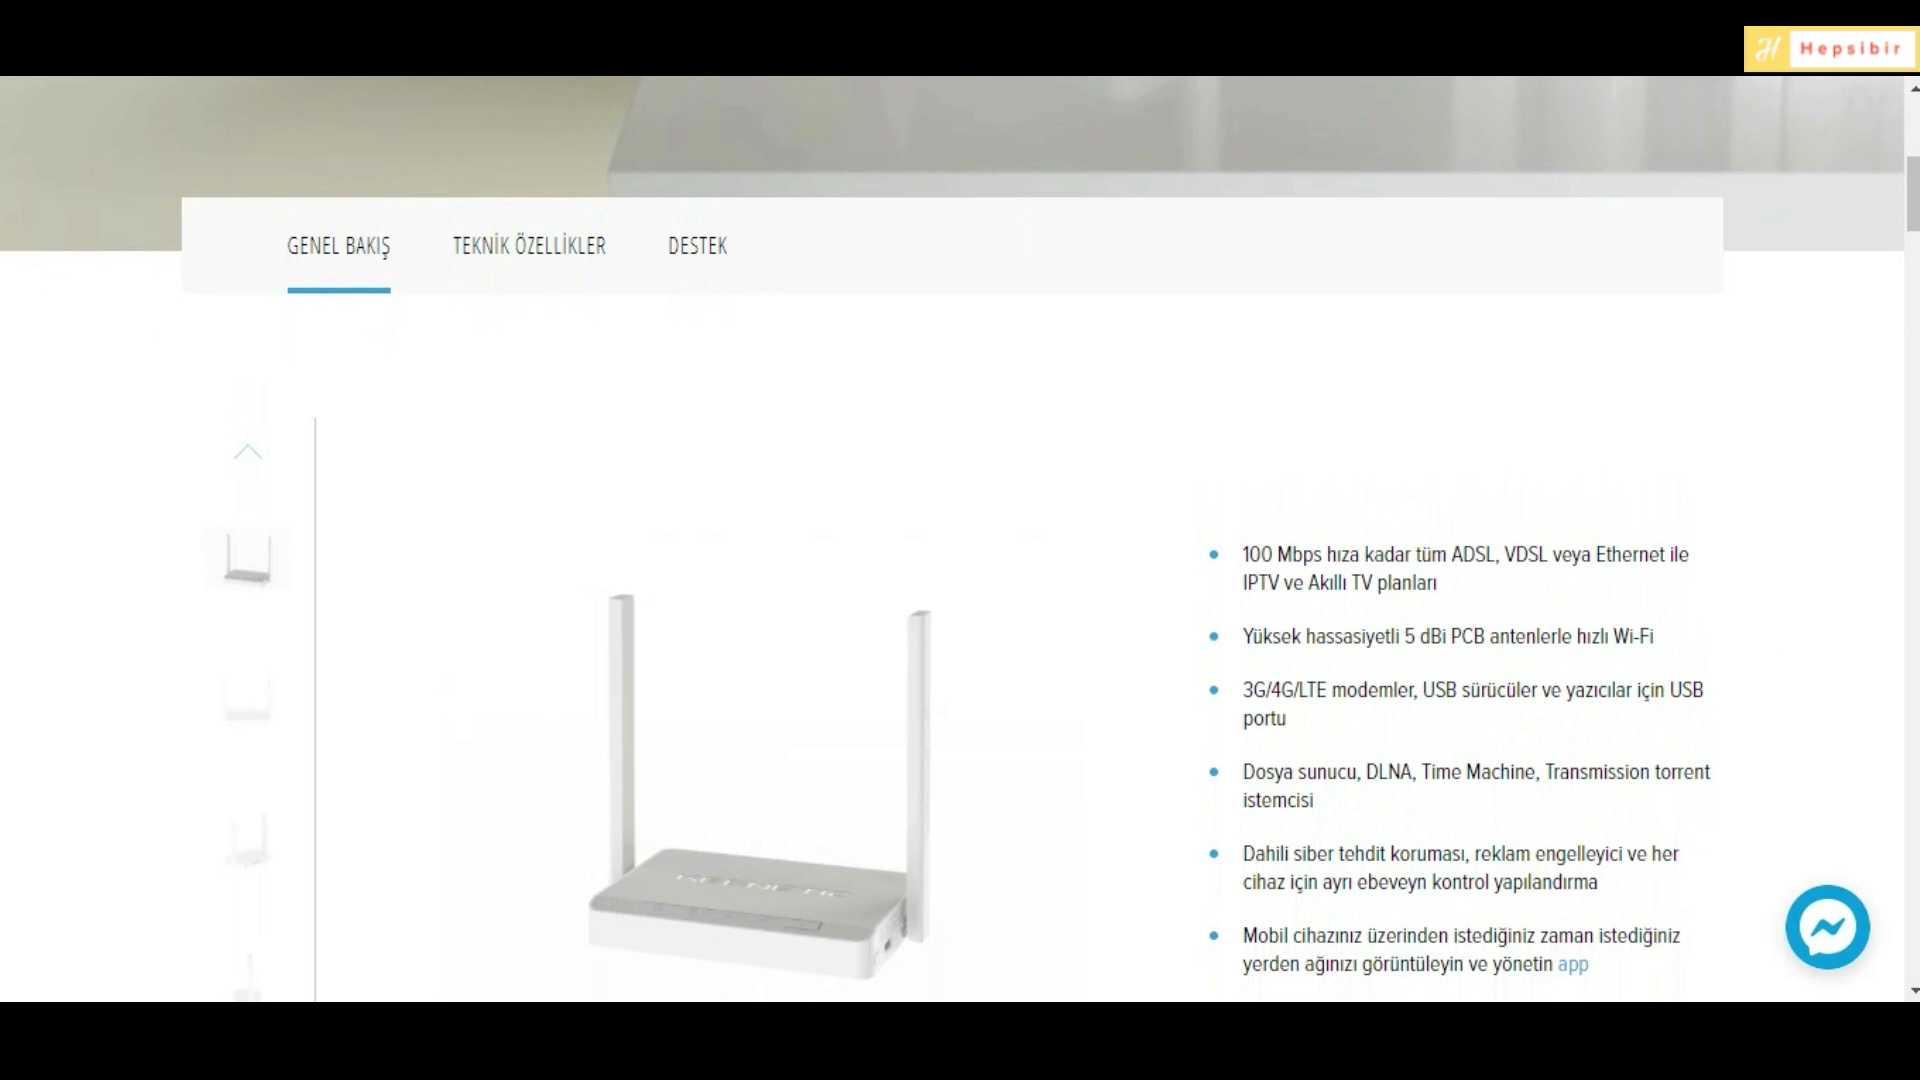 Hepsibir
GENEL BAKIŞ
TEKNİK ÖZELLİKLER
DESTEK
100 Mbps hıza kadar tüm ADSL, VDSL veya Ethernet ile
IPTV ve Akıllı TV planları
Yüksek hassasiyetli 5 dBi PCB antenlerle hızlı Wi-Fi
3G/4G/LTE modemler, USB sürücüler ve yazıcılar için USB
portu
Dosya sunucu, DLNA, Time Machine, Transmission torrent
istemcisi
Dahili siber tehdit koruması, reklam engelleyici ve her
cihaz için ayrı ebeveyn kontrol yapılandırma
Mobil cihazınız üzerinden istediğiniz zaman istediğiniz
yerden ağınızı görüntüleyin ve yönetin app
KEENETIC